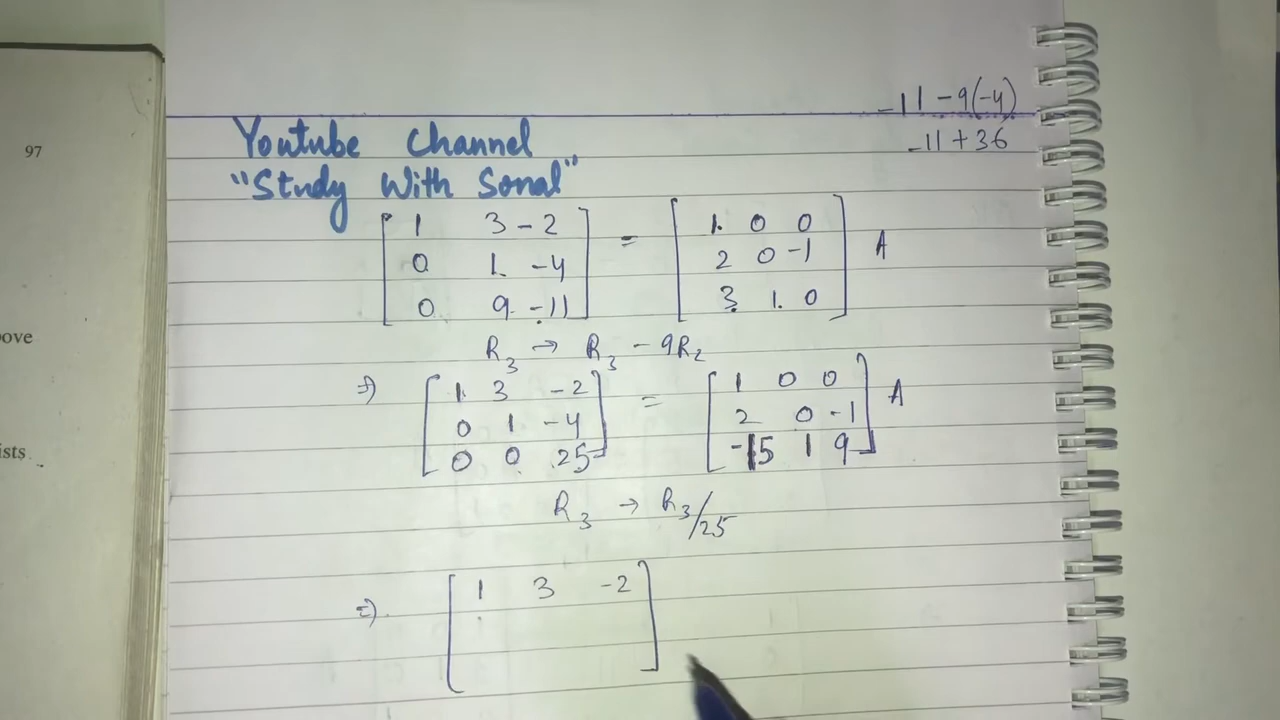 97
ove
ists.
-11 - 9(-4)
-11 + 36
Youtube Channel
"Study With Sonal"
[ 1 3 -2 ] = [ 1 0 0 ] A
[ 0 1 -4 ] [ 2 0 -1 ]
[ 0 9 -11 ] [ 3 1 0 ]
R3 → R3 - 9R2
⇒ [ 1 3 -2 ] = [ 1 0 0 ] A
[ 0 1 -4 ] [ 2 0 -1 ]
[ 0 0 25 ] [ -15 1 9 ]
R3 → R3/25
⇒ [ 1 3 -2 ]